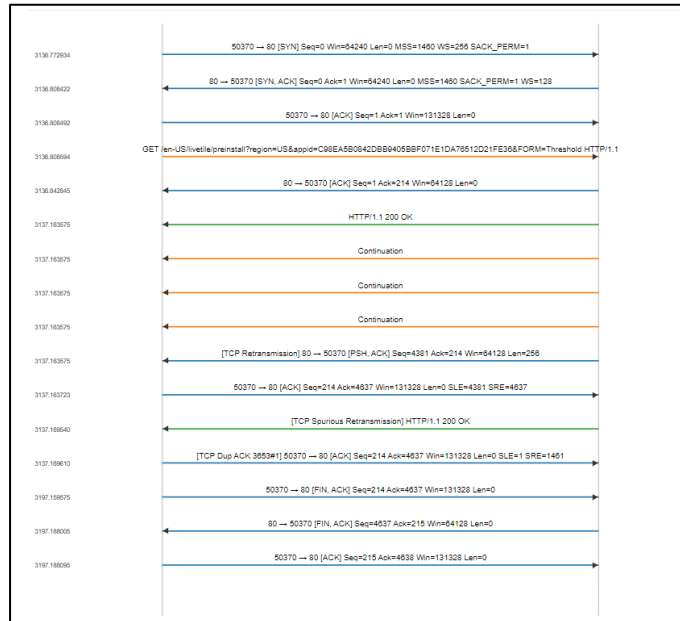 50370 → 80 [SYN] Seq=0 Win=64240 Len=0 MSS=1460 WS=256 SACK_PERM=1
3136.772934
80 → 50370 [SYN, ACK] Seq=0 Ack=1 Win=64240 Len=0 MSS=1460 SACK_PERM=1 WS=128
3136.808422
50370 → 80 [ACK] Seq=1 Ack=1 Win=131328 Len=0
3136.808492
GET /en-US/livetile/preinstall?region=US&appid=C98EA5B0842DBB9405BBF071E1DA76512D21FE36&FORM=Threshold HTTP/1.1
3136.808594
80 → 50370 [ACK] Seq=1 Ack=214 Win=64128 Len=0
3136.842645
HTTP/1.1 200 OK
3137.163575
Continuation
3137.163575
Continuation
3137.163575
Continuation
3137.163575
[TCP Retransmission] 80 → 50370 [PSH, ACK] Seq=4381 Ack=214 Win=64128 Len=256
3137.163575
50370 → 80 [ACK] Seq=214 Ack=4637 Win=131328 Len=0 SLE=4381 SRE=4637
3137.163723
[TCP Spurious Retransmission] HTTP/1.1 200 OK
3137.169540
[TCP Dup ACK 3653#1] 50370 → 80 [ACK] Seq=214 Ack=4637 Win=131328 Len=0 SLE=1 SRE=1461
3137.169610
50370 → 80 [FIN, ACK] Seq=214 Ack=4637 Win=131328 Len=0
3197.159575
80 → 50370 [FIN, ACK] Seq=4637 Ack=215 Win=64128 Len=0
3197.188005
50370 → 80 [ACK] Seq=215 Ack=4638 Win=131328 Len=0
3197.188095